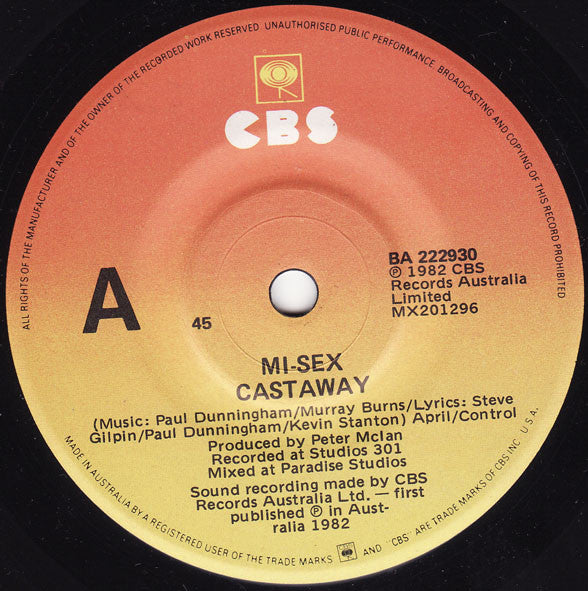 ALL RIGHTS OF THE MANUFACTURER AND OF THE OWNER OF THE RECORDED WORK RESERVED UNAUTHORISED PUBLIC PERFORMANCE, BROADCASTING AND COPYING OF THIS RECORD PROHIBITED
CBS
BA 222930
℗ 1982 CBS
Records Australia
Limited
MX201296
A
45
MI-SEX
CASTAWAY
(Music: Paul Dunningham/Murray Burns/Lyrics: Steve
Gilpin/Paul Dunningham/Kevin Stanton) April/Control
Produced by Peter McIan
Recorded at Studios 301
Mixed at Paradise Studios
Sound recording made by CBS
Records Australia Ltd. — first
published ℗ in Aust-
ralia 1982
MADE IN AUSTRALIA BY A REGISTERED USER OF THE TRADE MARKS AND "CBS" ARE TRADE MARKS OF CBS INC U.S.A.